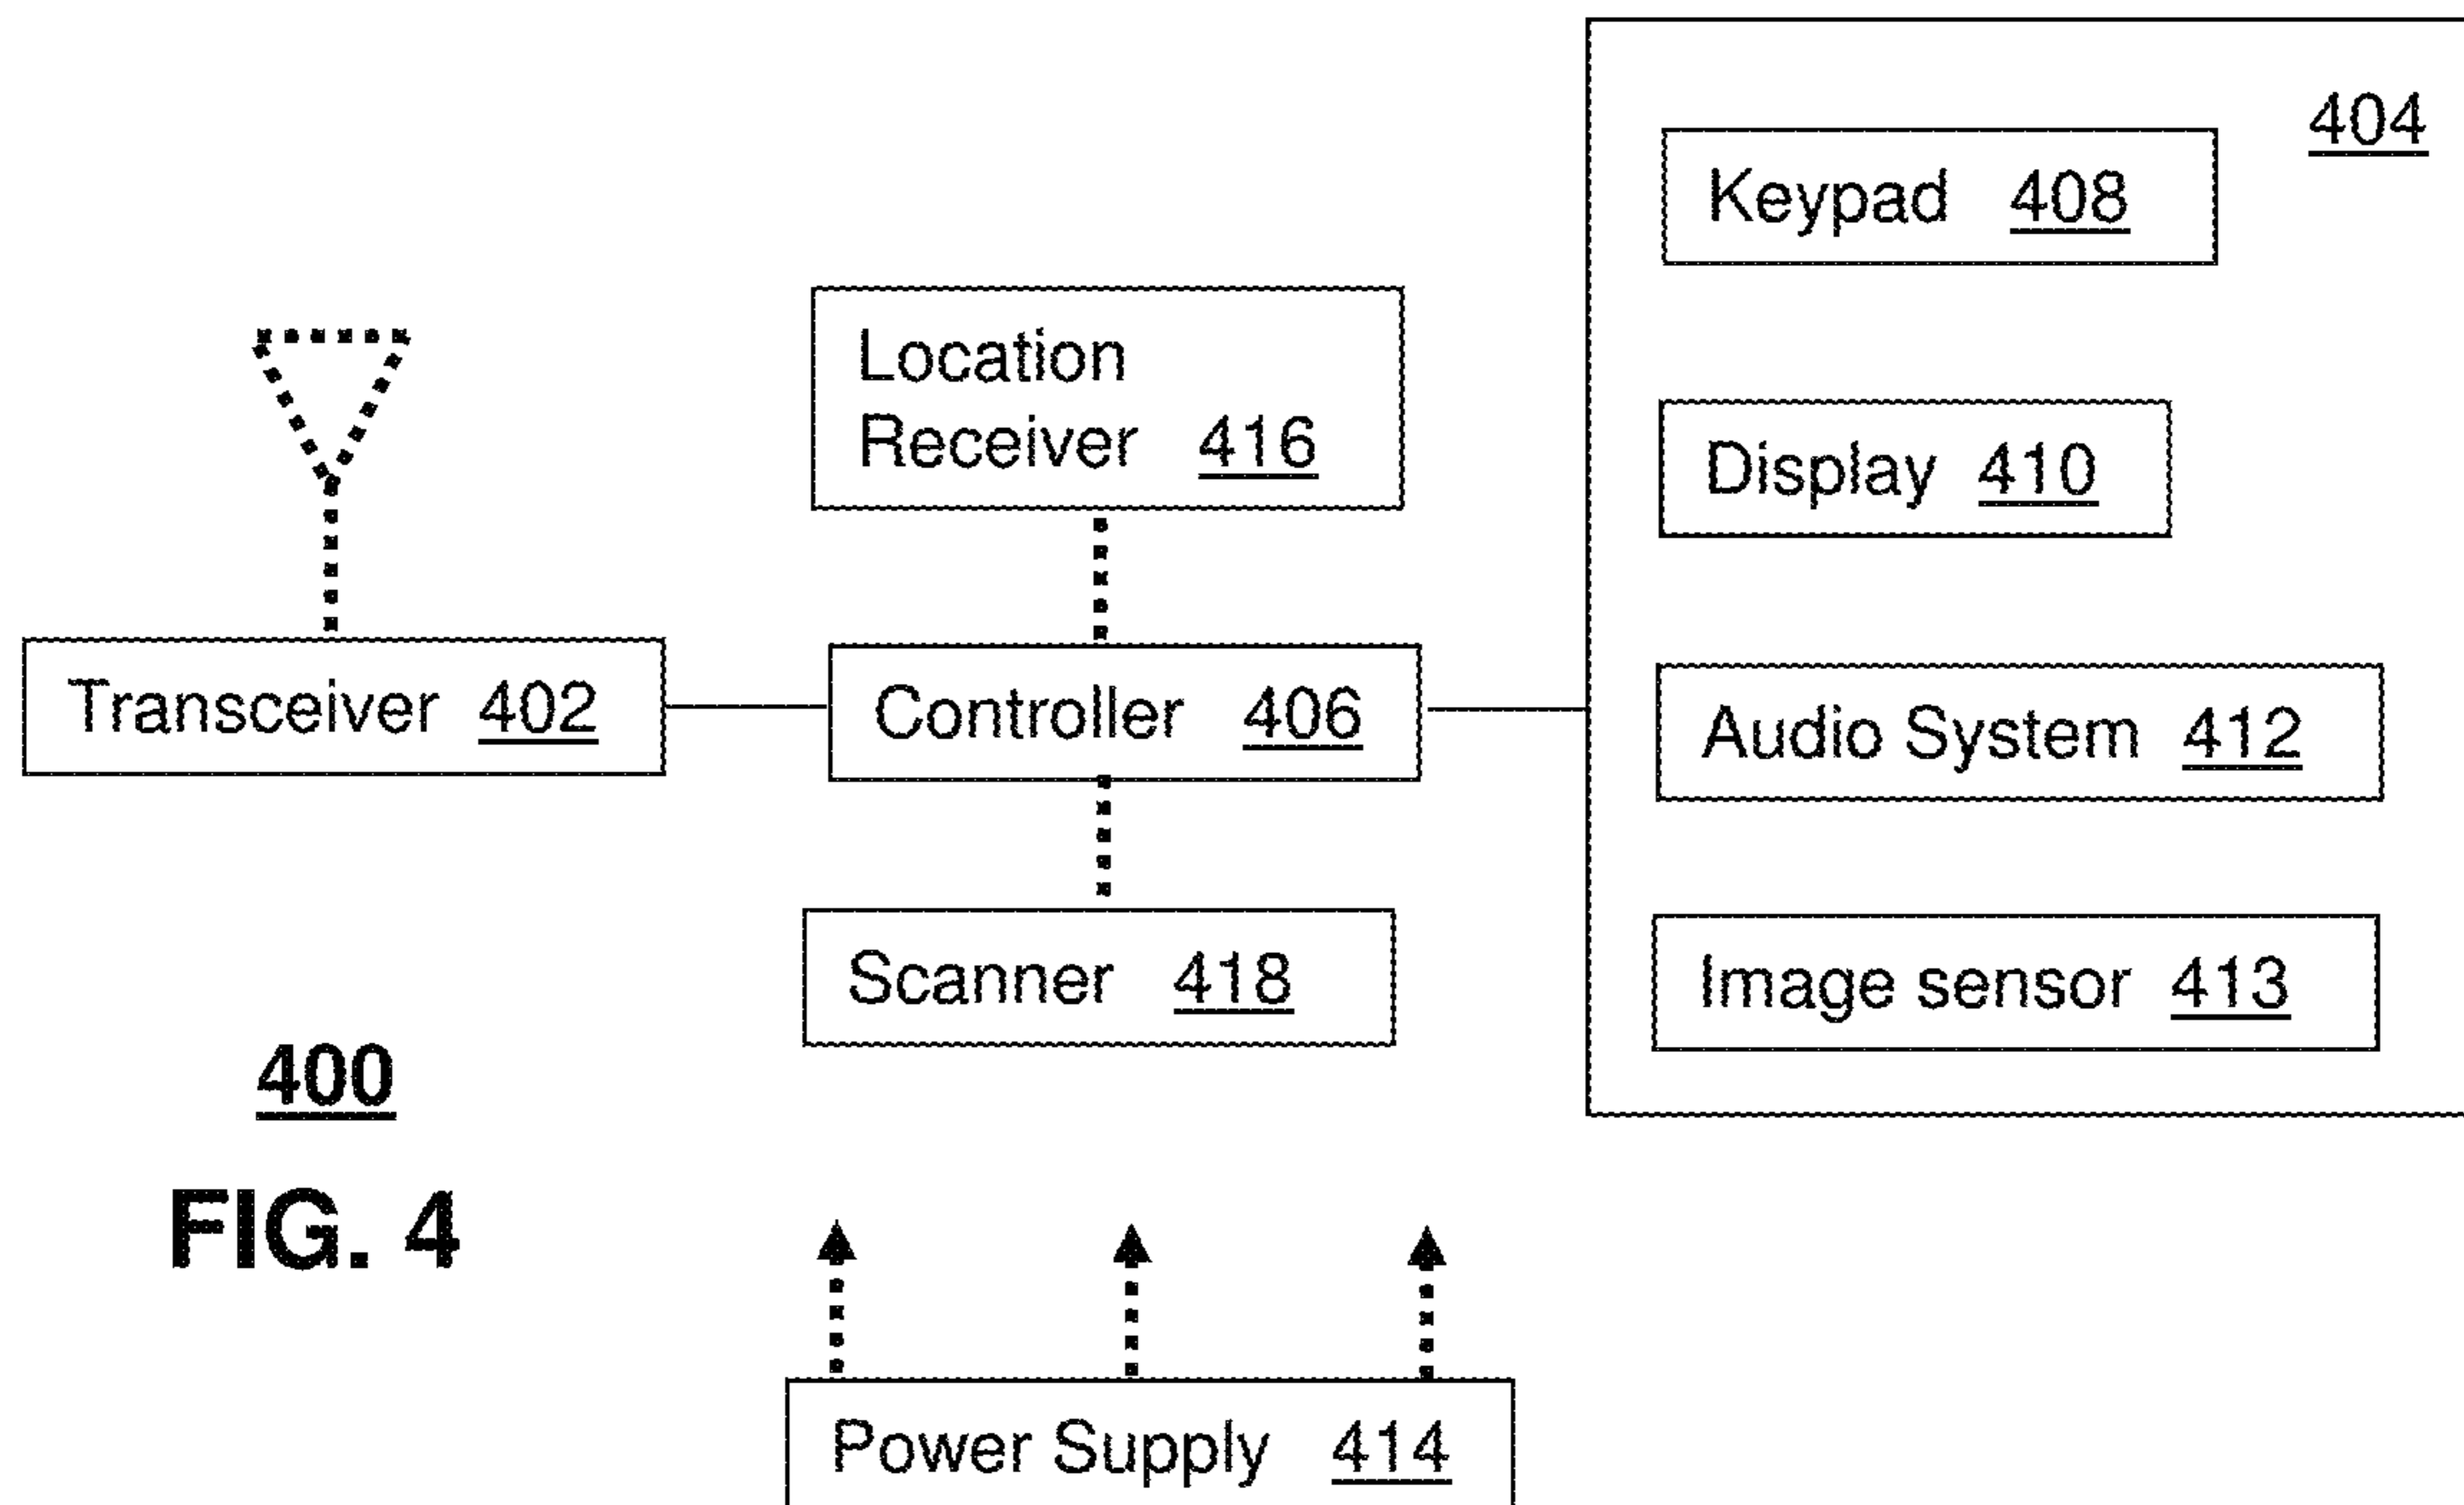 404
Keypad 408
Location
Receiver 416
Display 410
Transceiver 402
Controller 406
Audio System 412
Scanner 418
Image sensor 413
400
FIG. 4
Power Supply 414